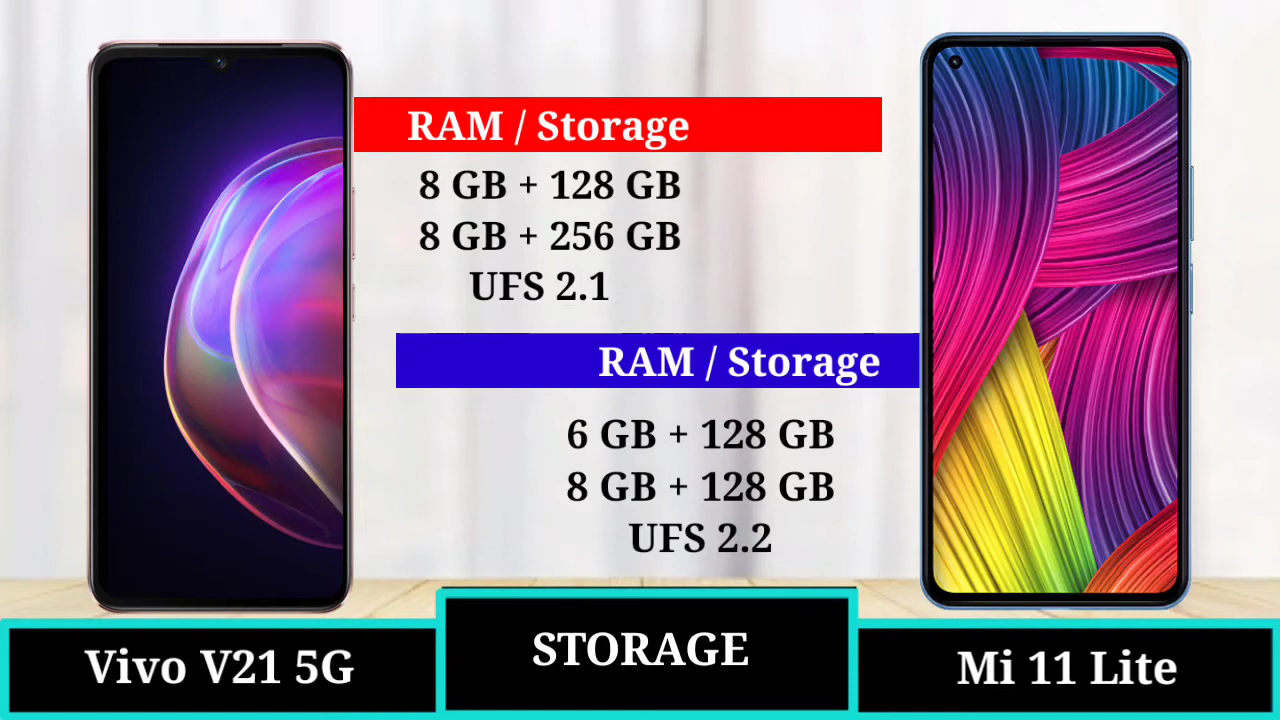 RAM / Storage
8 GB + 128 GB
8 GB + 256 GB
UFS 2.1
RAM / Storage
6 GB + 128 GB
8 GB + 128 GB
UFS 2.2
Vivo V21 5G
STORAGE
Mi 11 Lite